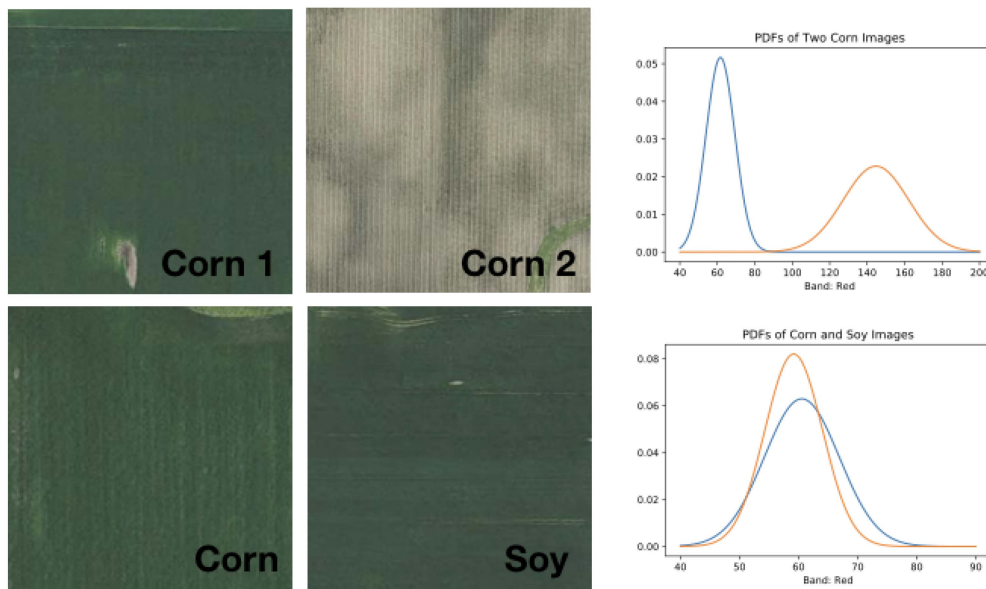 Corn 1
Corn 2
PDFs of Two Corn Images
0.05
0.04
0.03
0.02
0.01
0.00
40 60 80 100 120 140 160 180 200
Band: Red
Corn
Soy
PDFs of Corn and Soy Images
0.08
0.06
0.04
0.02
0.00
40 50 60 70 80 90
Band: Red